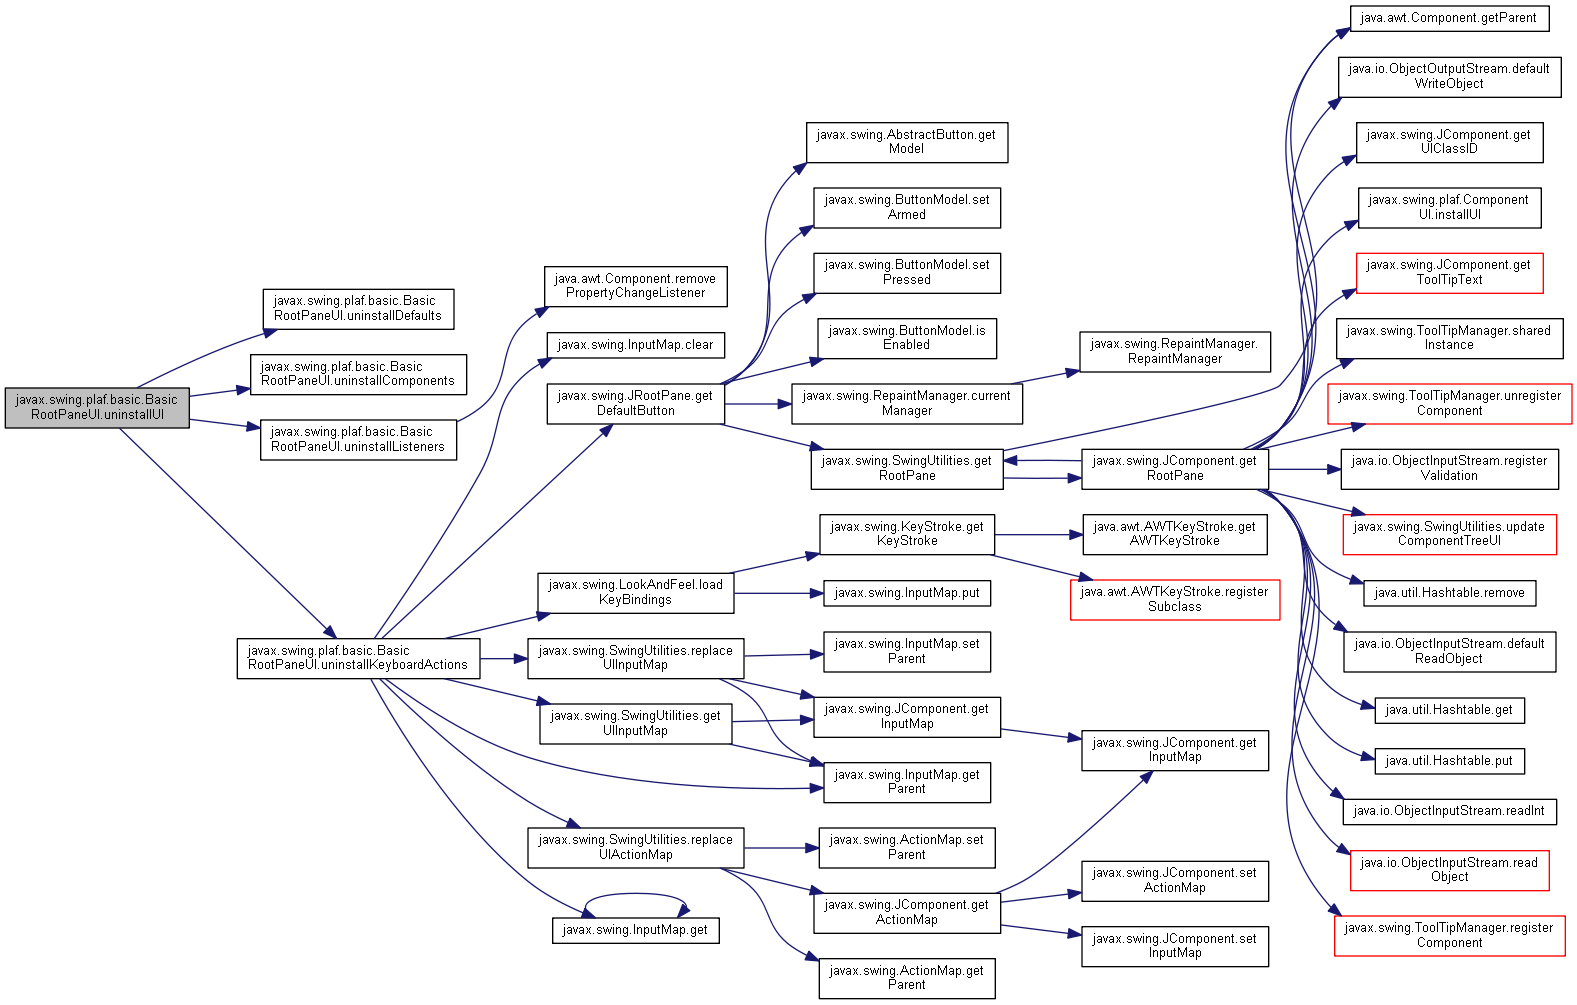 javax.swing.plaf.basic.Basic
RootPaneUI.uninstallUI
javax.swing.plaf.basic.Basic
RootPaneUI.uninstallDefaults
javax.swing.plaf.basic.Basic
RootPaneUI.uninstallComponents
javax.swing.plaf.basic.Basic
RootPaneUI.uninstallListeners
javax.swing.plaf.basic.Basic
RootPaneUI.uninstallKeyboardActions
java.awt.Component.remove
PropertyChangeListener
javax.swing.InputMap.clear
javax.swing.JRootPane.get
DefaultButton
javax.swing.LookAndFeel.load
KeyBindings
javax.swing.SwingUtilities.replace
UIInputMap
javax.swing.SwingUtilities.get
UIInputMap
javax.swing.SwingUtilities.replace
UIActionMap
javax.swing.InputMap.get
javax.swing.AbstractButton.get
Model
javax.swing.ButtonModel.set
Armed
javax.swing.ButtonModel.set
Pressed
javax.swing.ButtonModel.is
Enabled
javax.swing.RepaintManager.current
Manager
javax.swing.SwingUtilities.get
RootPane
javax.swing.KeyStroke.get
KeyStroke
javax.swing.InputMap.put
javax.swing.InputMap.set
Parent
javax.swing.JComponent.get
InputMap
javax.swing.InputMap.get
Parent
javax.swing.ActionMap.set
Parent
javax.swing.JComponent.get
ActionMap
javax.swing.ActionMap.get
Parent
javax.swing.RepaintManager.
RepaintManager
javax.swing.JComponent.get
RootPane
java.awt.AWTKeyStroke.get
AWTKeyStroke
java.awt.AWTKeyStroke.register
Subclass
javax.swing.JComponent.get
InputMap
javax.swing.JComponent.set
ActionMap
javax.swing.JComponent.set
InputMap
java.awt.Component.getParent
java.io.ObjectOutputStream.default
WriteObject
javax.swing.JComponent.get
UIClassID
javax.swing.plaf.Component
UI.installUI
javax.swing.JComponent.get
ToolTipText
javax.swing.ToolTipManager.shared
Instance
javax.swing.ToolTipManager.unregister
Component
java.io.ObjectInputStream.register
Validation
javax.swing.SwingUtilities.update
ComponentTreeUI
java.util.Hashtable.remove
java.io.ObjectInputStream.default
ReadObject
java.util.Hashtable.get
java.util.Hashtable.put
java.io.ObjectInputStream.readInt
java.io.ObjectInputStream.read
Object
javax.swing.ToolTipManager.register
Component